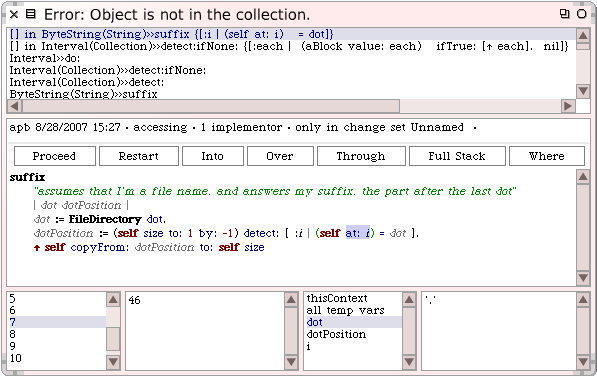 Error: Object is not in the collection.
[] in ByteString(String)>>suffix {[:i | (self at: i) = dot]}
[] in Interval(Collection)>>detect:ifNone: {[:each | (aBlock value: each) ifTrue: [↑ each]. nil]}
Interval>>do:
Interval(Collection)>>detect:ifNone:
Interval(Collection)>>detect:
ByteString(String)>>suffix
apb 8/28/2007 15:27 · accessing · 1 implementor · only in change set Unnamed ·
Proceed Restart Into Over Through Full Stack Where
suffix
"assumes that I'm a file name, and answers my suffix, the part after the last dot"
| dot dotPosition |
dot := FileDirectory dot.
dotPosition := (self size to: 1 by: -1) detect: [ :i | (self at: i) = dot ].
↑ self copyFrom: dotPosition to: self size
5
6
7
8
9
10
46
thisContext
all temp vars
dot
dotPosition
i
'.'